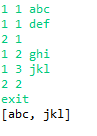 1 1 abc
1 1 def
2 1
1 2 ghi
1 3 jkl
2 2
exit
[abc, jkl]